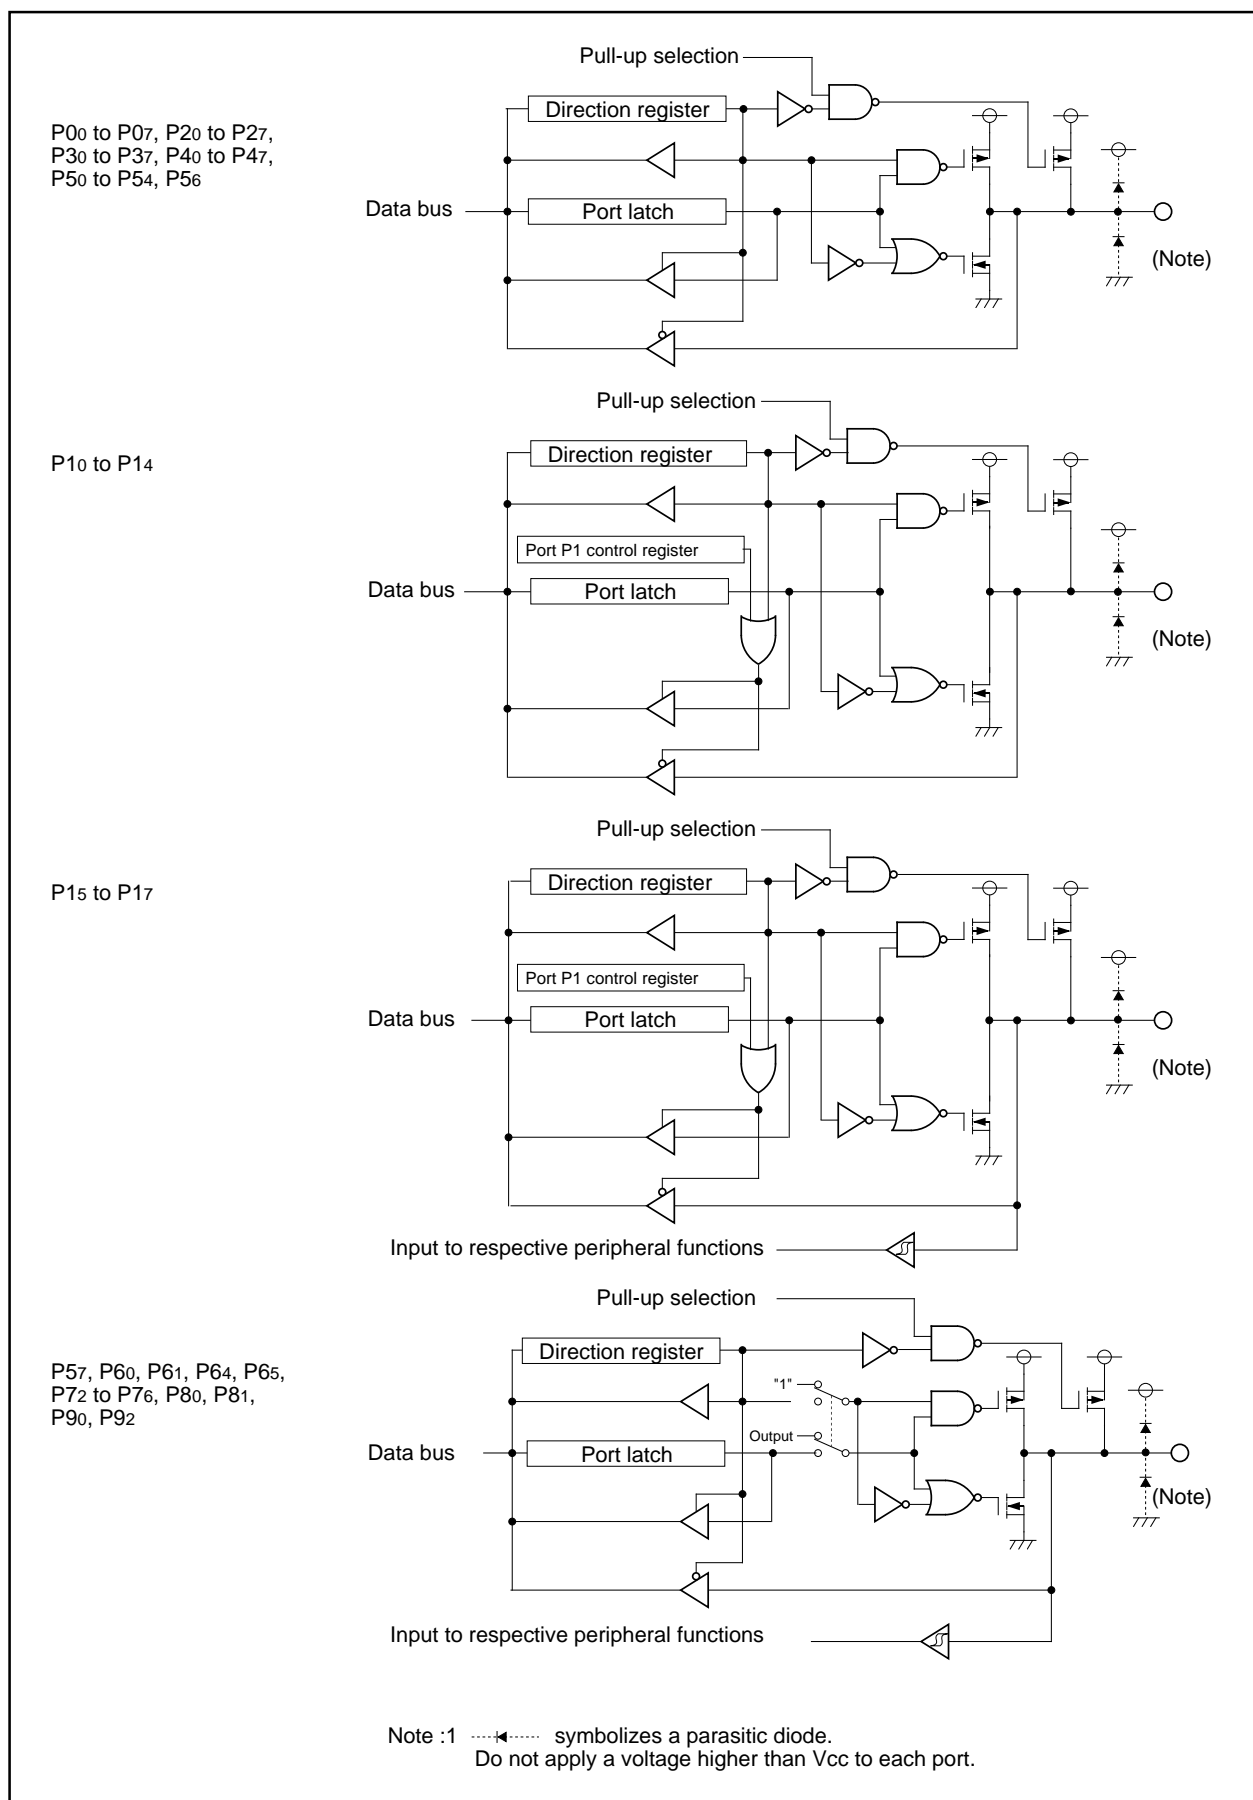 Pull-up selection
Direction register
P00 to P07, P20 to P27,
P30 to P37, P40 to P47,
P50 to P54, P56
Data bus
Port latch
(Note)
Pull-up selection
Direction register
P10 to P14
Port P1 control register
Data bus
Port latch
(Note)
Pull-up selection
Direction register
P15 to P17
Port P1 control register
Data bus
Port latch
(Note)
Input to respective peripheral functions
Pull-up selection
Direction register
P57, P60, P61, P64, P65,
P72 to P76, P80, P81,
P90, P92
"1"
Output
Data bus
Port latch
(Note)
Input to respective peripheral functions
Note :1 symbolizes a parasitic diode.
Do not apply a voltage higher than Vcc to each port.